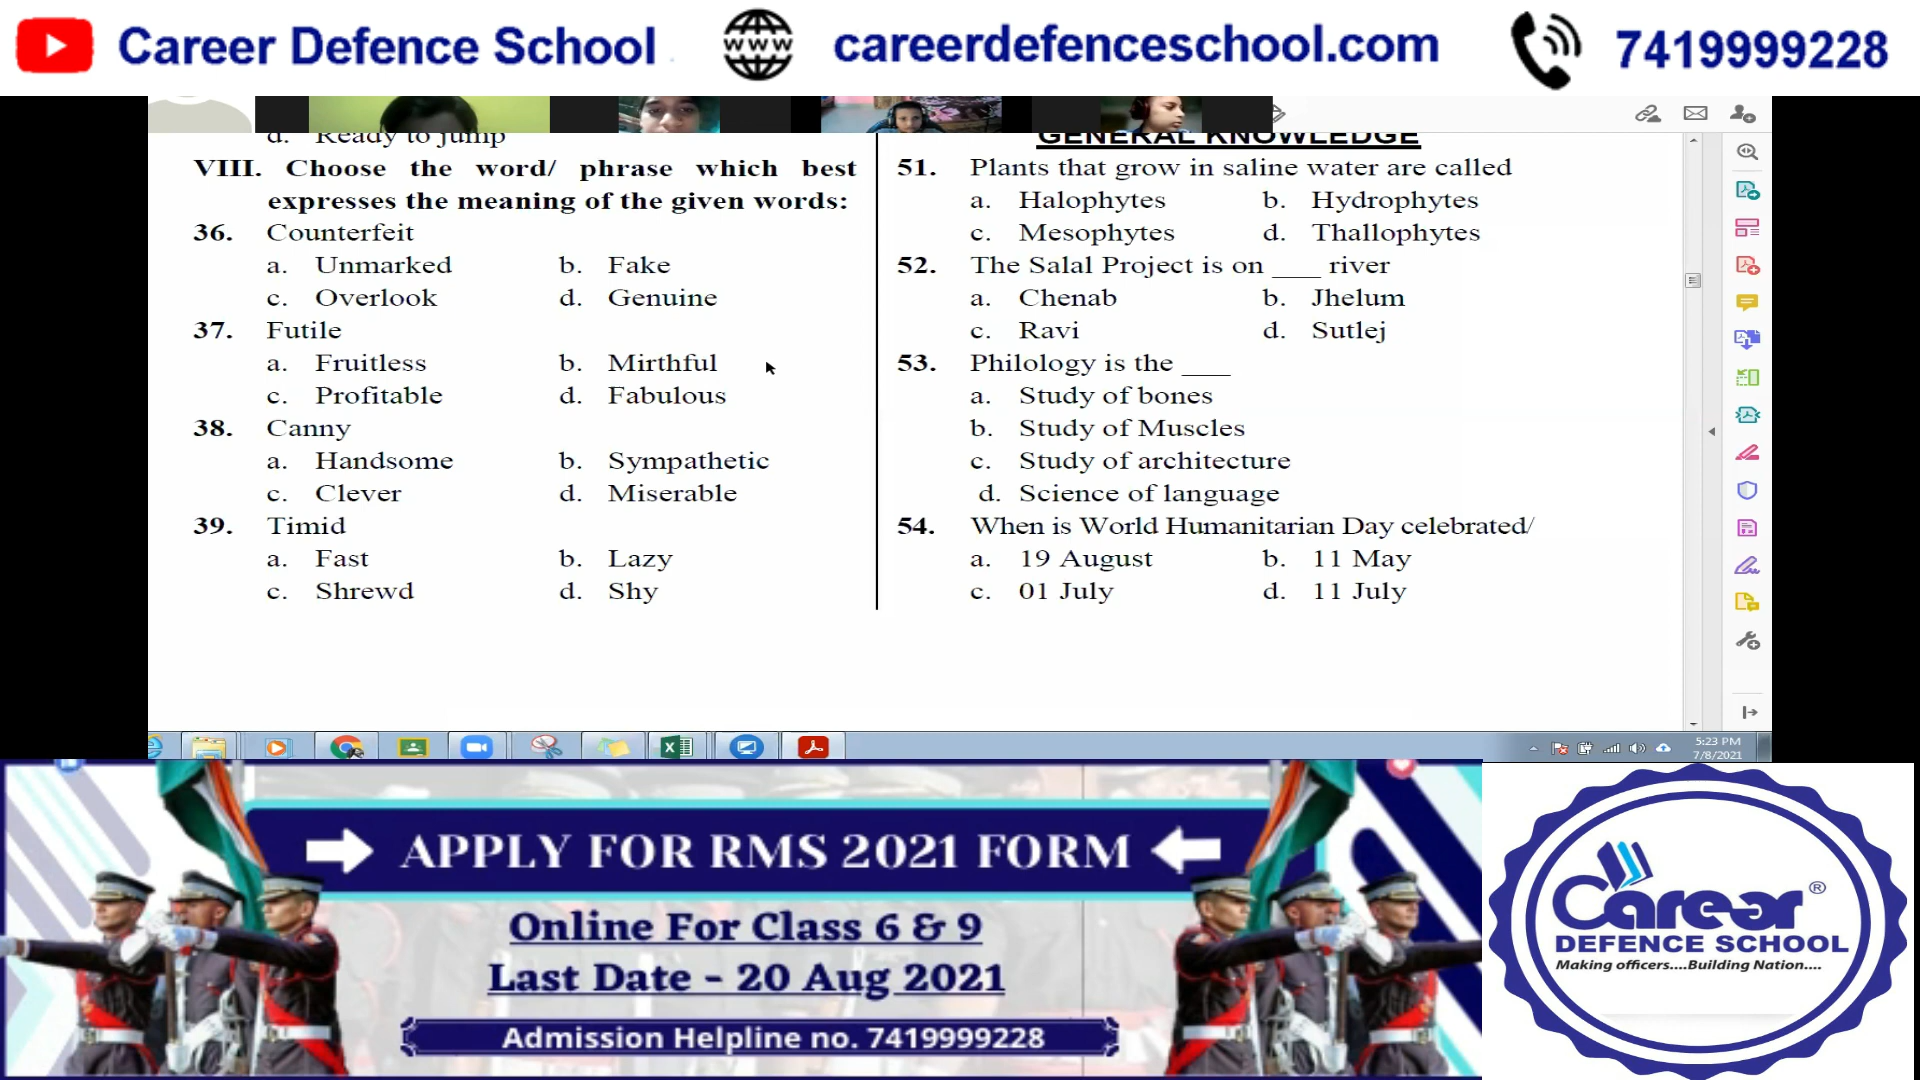 Career Defence School
www
careerdefenceschool.com
7419999228
d. Ready to jump
VIII. Choose the word/ phrase which best
expresses the meaning of the given words:
36. Counterfeit
a. Unmarked b. Fake
c. Overlook d. Genuine
37. Futile
a. Fruitless b. Mirthful
c. Profitable d. Fabulous
38. Canny
a. Handsome b. Sympathetic
c. Clever d. Miserable
39. Timid
a. Fast b. Lazy
c. Shrewd d. Shy
GENERAL KNOWLEDGE
51. Plants that grow in saline water are called
a. Halophytes b. Hydrophytes
c. Mesophytes d. Thallophytes
52. The Salal Project is on ___ river
a. Chenab b. Jhelum
c. Ravi d. Sutlej
53. Philology is the ___
a. Study of bones
b. Study of Muscles
c. Study of architecture
d. Science of language
54. When is World Humanitarian Day celebrated/
a. 19 August b. 11 May
c. 01 July d. 11 July
5:23 PM
7/8/2021
APPLY FOR RMS 2021 FORM
Online For Class 6 & 9
Last Date - 20 Aug 2021
Admission Helpline no. 7419999228
Career ®
DEFENCE SCHOOL
Making officers....Building Nation....